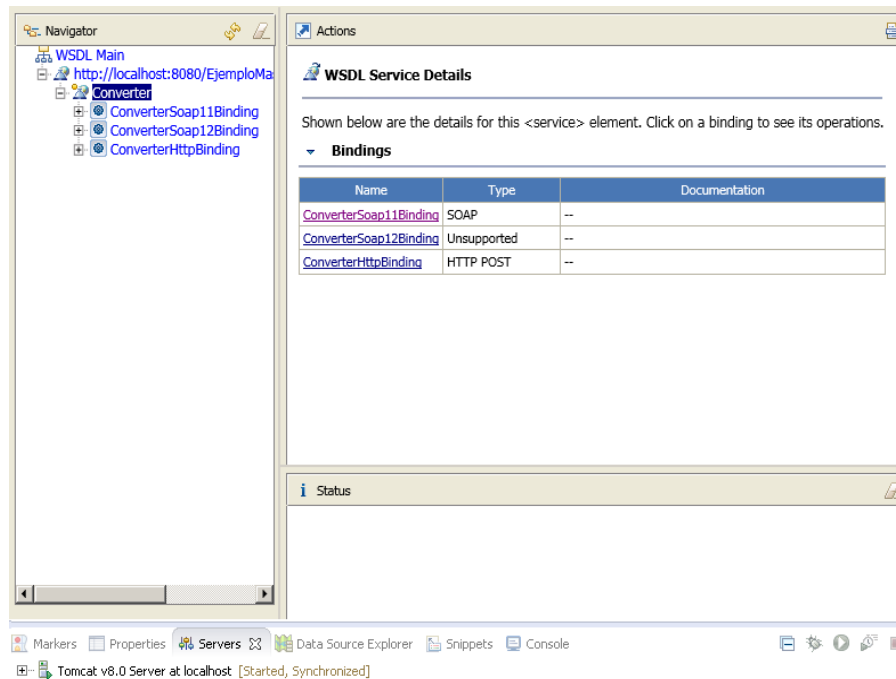 Navigator
WSDL Main
http://localhost:8080/EjemploMa
Converter
ConverterSoap11Binding
ConverterSoap12Binding
ConverterHttpBinding
Actions
WSDL Service Details
Shown below are the details for this <service> element. Click on a binding to see its operations.
Bindings
Name Type Documentation
ConverterSoap11Binding SOAP --
ConverterSoap12Binding Unsupported --
ConverterHttpBinding HTTP POST --
i Status
Markers Properties Servers Data Source Explorer Snippets Console
Tomcat v8.0 Server at localhost [Started, Synchronized]